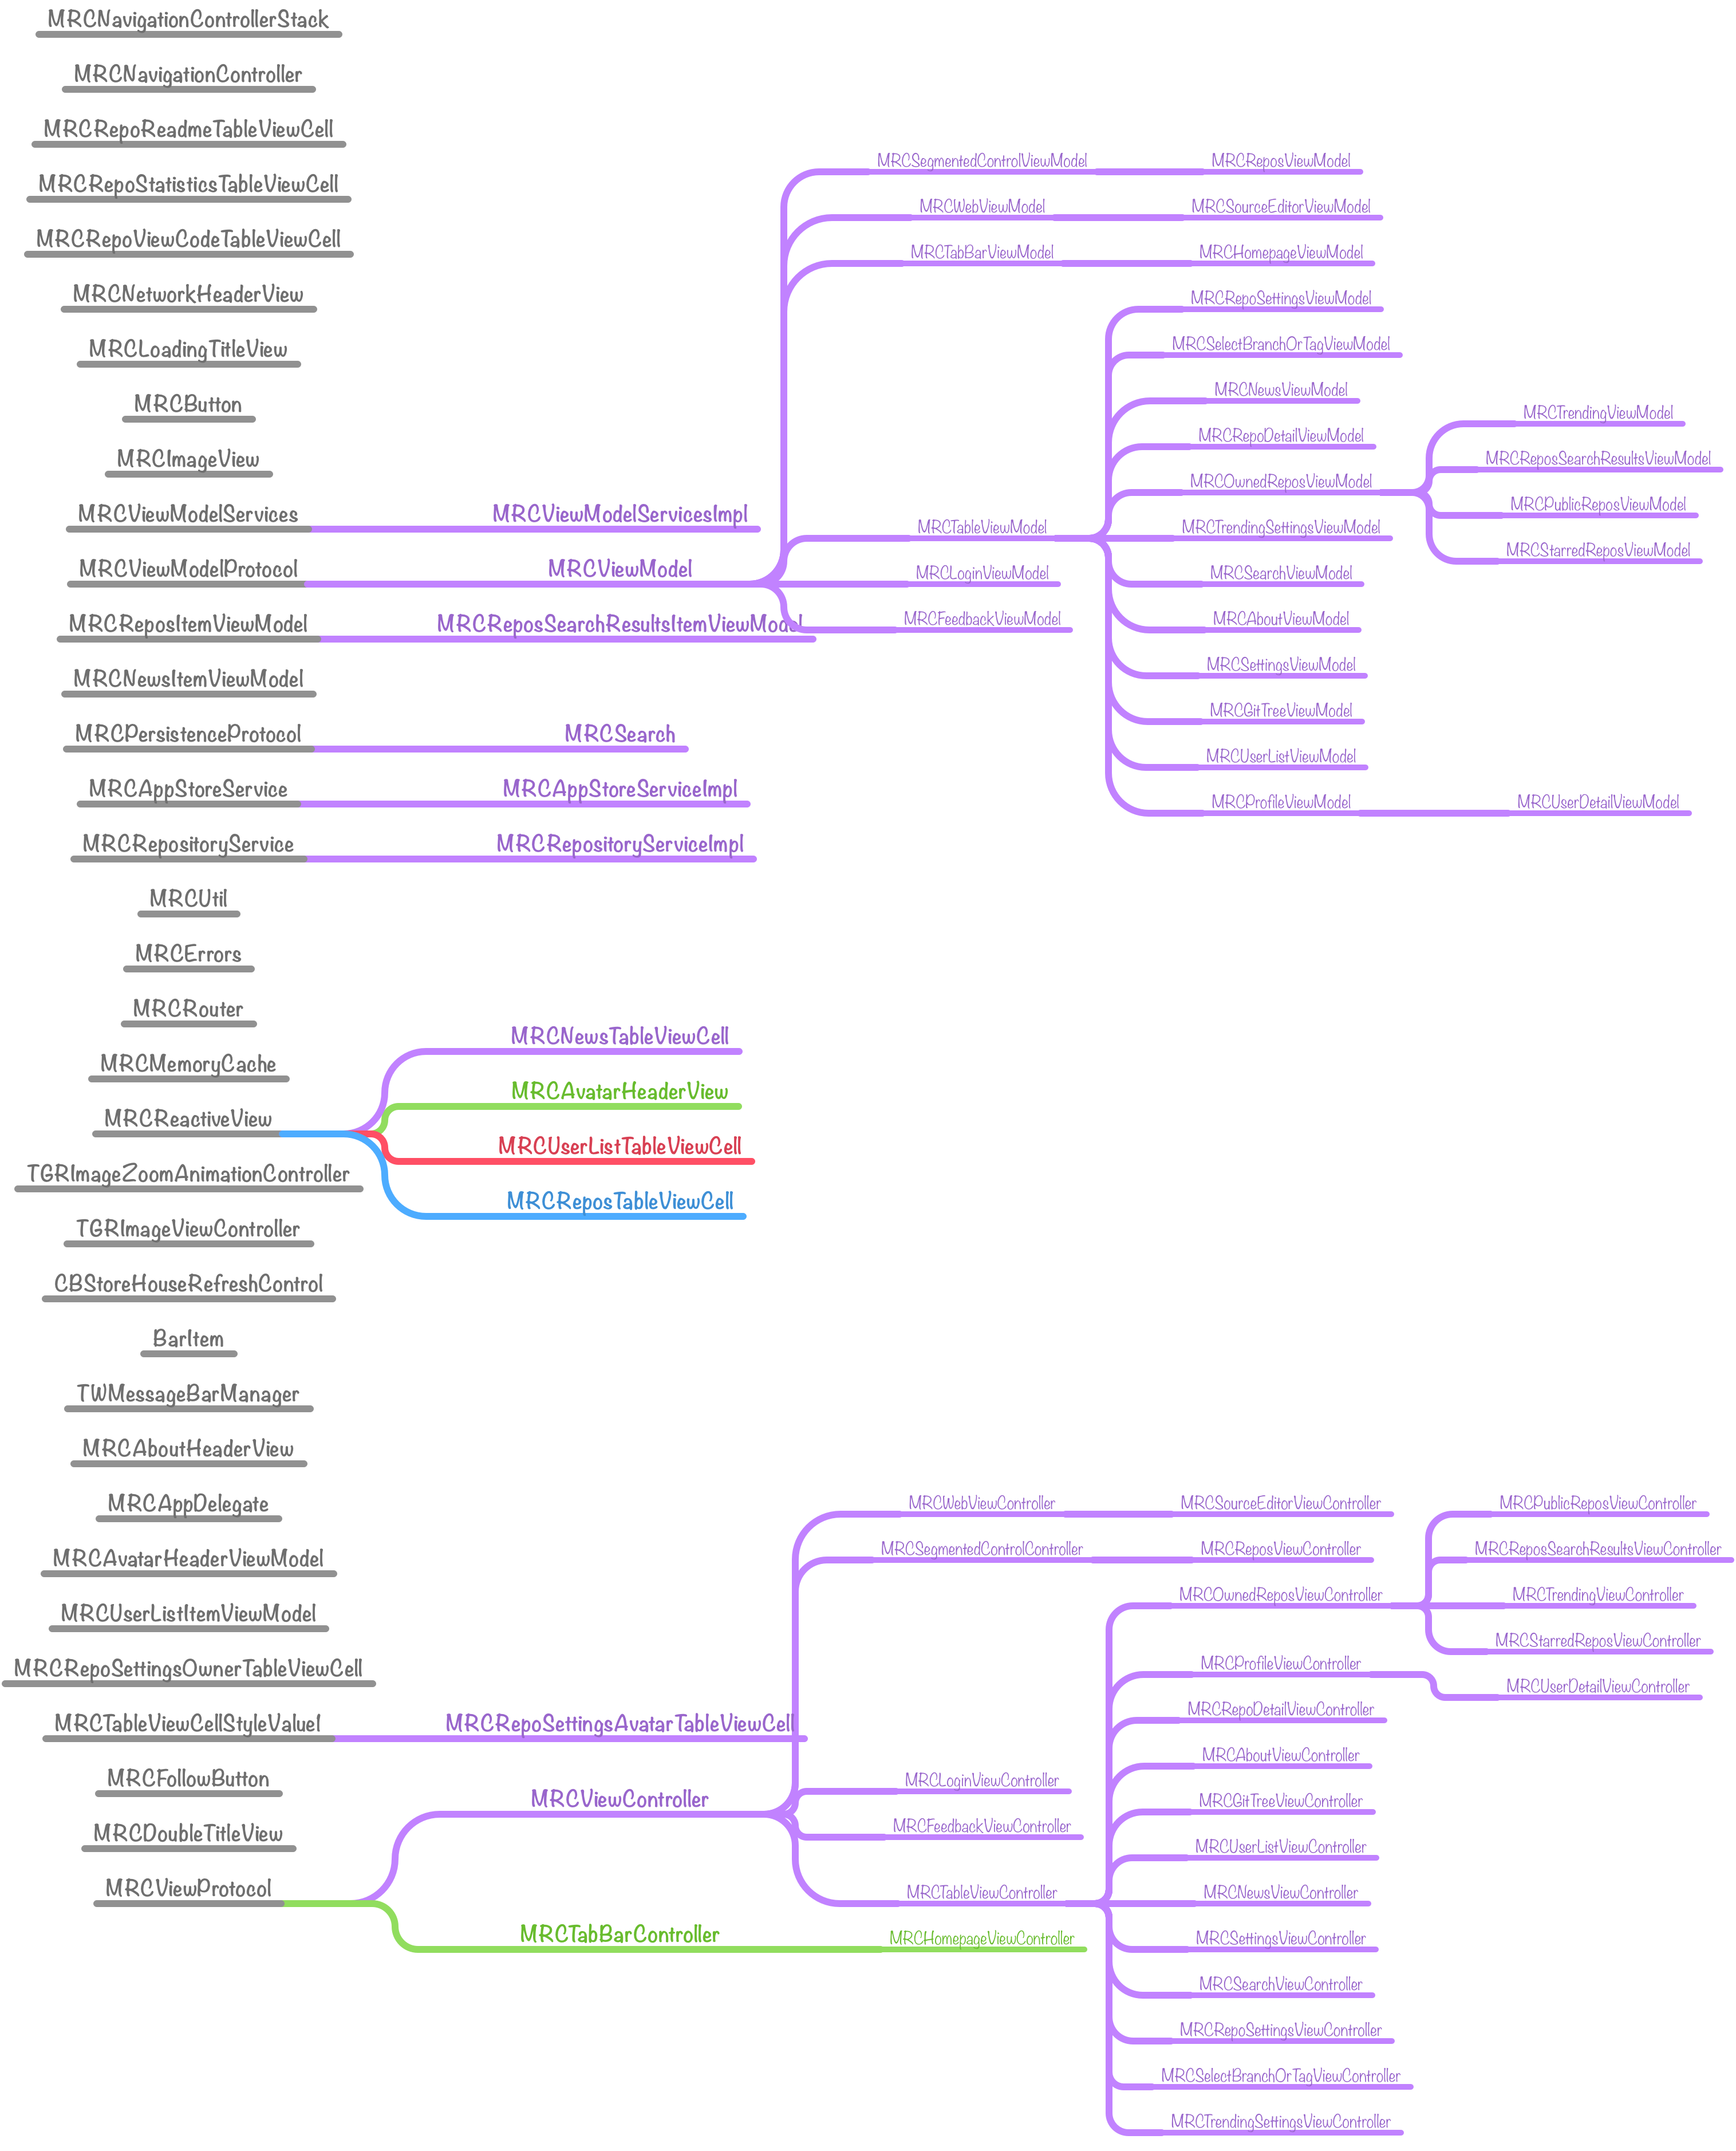 MRCNavigationControllerStack
MRCNavigationController
MRCRepoReadmeTableViewCell
MRCRepoStatisticsTableViewCell
MRCRepoViewCodeTableViewCell
MRCNetworkHeaderView
MRCLoadingTitleView
MRCButton
MRCImageView
MRCViewModelServices
MRCViewModelServicesImpl
MRCViewModelProtocol
MRCViewModel
MRCSegmentedControlViewModel
MRCReposViewModel
MRCWebViewModel
MRCSourceEditorViewModel
MRCTabBarViewModel
MRCHomepageViewModel
MRCTableViewModel
MRCRepoSettingsViewModel
MRCSelectBranchOrTagViewModel
MRCNewsViewModel
MRCRepoDetailViewModel
MRCOwnedReposViewModel
MRCTrendingViewModel
MRCReposSearchResultsViewModel
MRCPublicReposViewModel
MRCStarredReposViewModel
MRCTrendingSettingsViewModel
MRCSearchViewModel
MRCAboutViewModel
MRCSettingsViewModel
MRCGitTreeViewModel
MRCUserListViewModel
MRCProfileViewModel
MRCUserDetailViewModel
MRCLoginViewModel
MRCFeedbackViewModel
MRCReposItemViewModel
MRCReposSearchResultsItemViewModel
MRCNewsItemViewModel
MRCPersistenceProtocol
MRCSearch
MRCAppStoreService
MRCAppStoreServiceImpl
MRCRepositoryService
MRCRepositoryServiceImpl
MRCUtil
MRCErrors
MRCRouter
MRCMemoryCache
MRCReactiveView
MRCNewsTableViewCell
MRCAvatarHeaderView
MRCUserListTableViewCell
MRCReposTableViewCell
TGRImageZoomAnimationController
TGRImageViewController
CBStoreHouseRefreshControl
BarItem
TWMessageBarManager
MRCAboutHeaderView
MRCAppDelegate
MRCAvatarHeaderViewModel
MRCUserListItemViewModel
MRCRepoSettingsOwnerTableViewCell
MRCTableViewCellStyleValue1
MRCRepoSettingsAvatarTableViewCell
MRCFollowButton
MRCDoubleTitleView
MRCViewProtocol
MRCViewController
MRCWebViewController
MRCSourceEditorViewController
MRCSegmentedControlController
MRCReposViewController
MRCLoginViewController
MRCFeedbackViewController
MRCTableViewController
MRCOwnedReposViewController
MRCPublicReposViewController
MRCReposSearchResultsViewController
MRCTrendingViewController
MRCStarredReposViewController
MRCProfileViewController
MRCUserDetailViewController
MRCRepoDetailViewController
MRCAboutViewController
MRCGitTreeViewController
MRCUserListViewController
MRCNewsViewController
MRCSettingsViewController
MRCSearchViewController
MRCRepoSettingsViewController
MRCSelectBranchOrTagViewController
MRCTrendingSettingsViewController
MRCTabBarController
MRCHomepageViewController